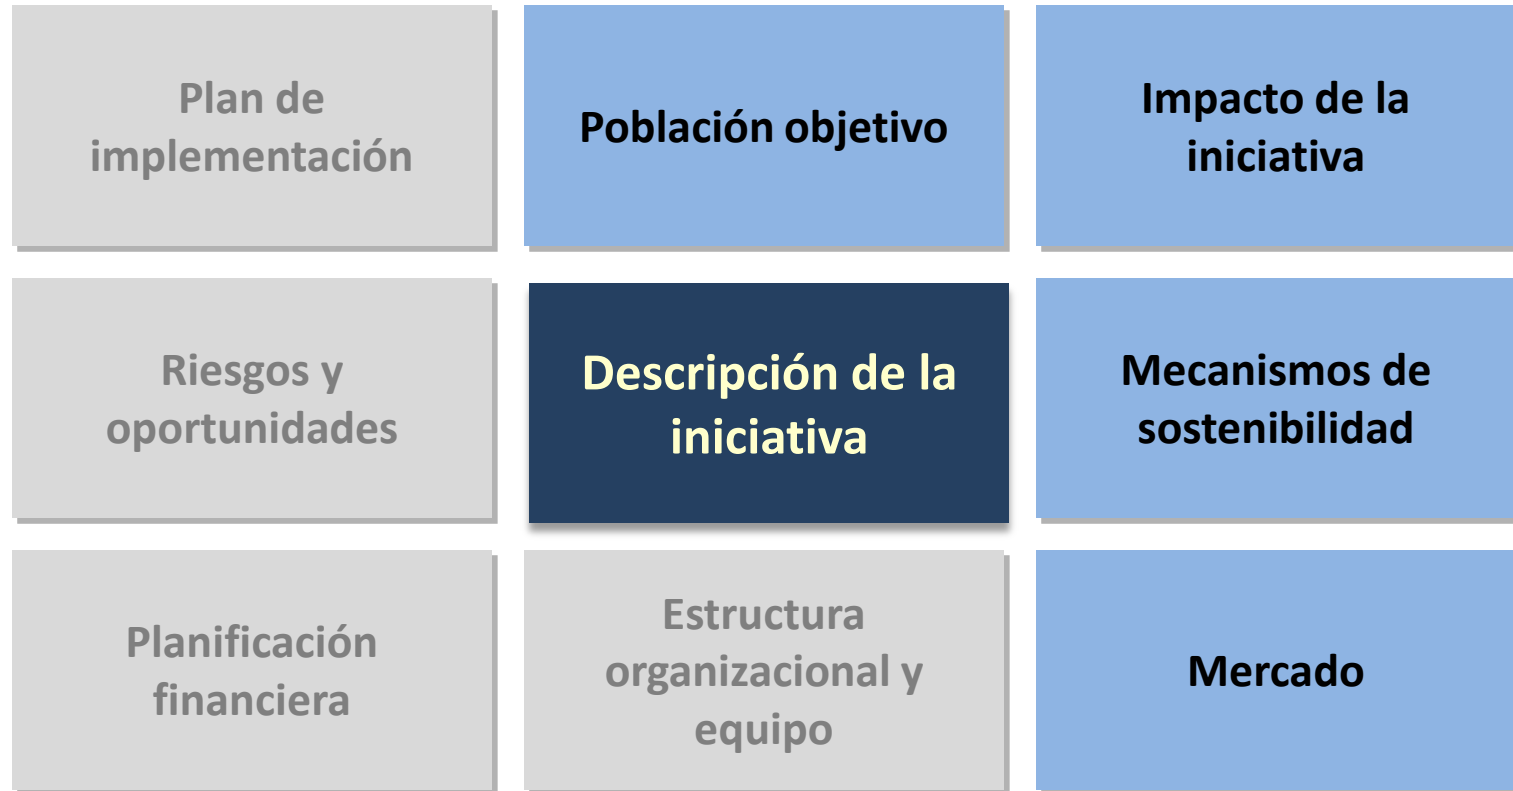 Plan de
implementación
Población objetivo
Impacto de la
iniciativa
Riesgos y
oportunidades
Descripción de la
iniciativa
Mecanismos de
sostenibilidad
Planificación
financiera
Estructura
organizacional y
equipo
Mercado